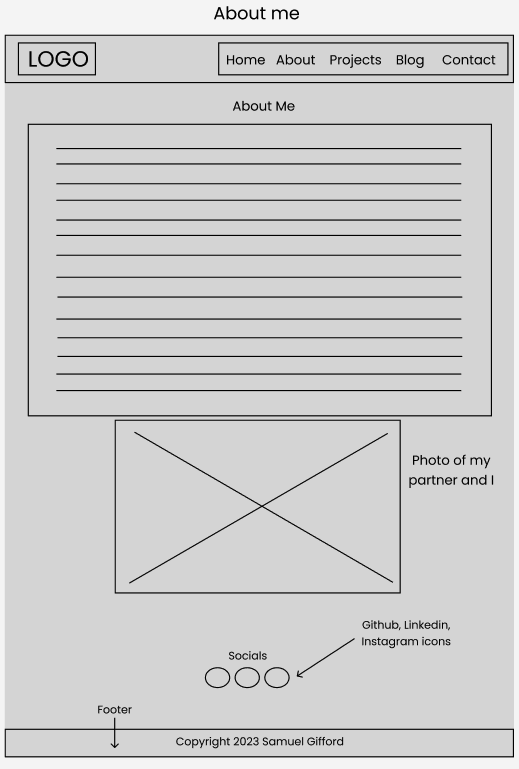 About me
LOGO
Home About Projects Blog Contact
About Me
Photo of my
partner and I
Github, Linkedin,
Instagram icons
Socials
Footer
Copyright 2023 Samuel Gifford